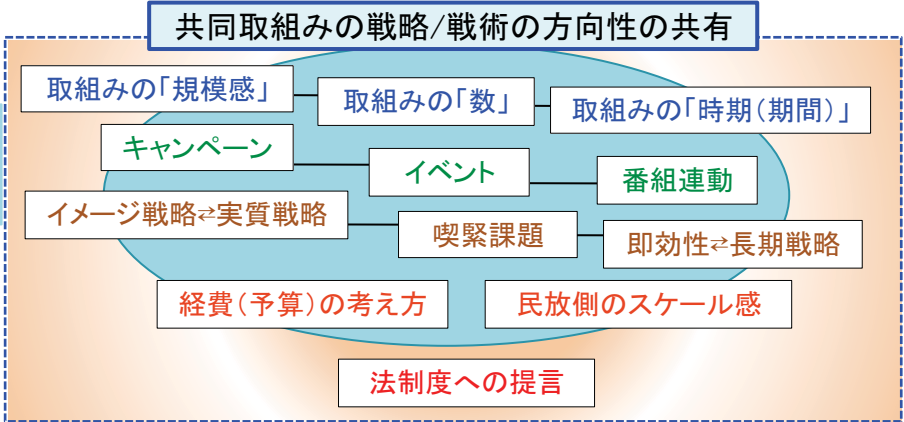 共同取組みの戦略/戦術の方向性の共有
取組みの「規模感」
取組みの「数」
取組みの「時期(期間)」
キャンペーン
イベント
番組連動
イメージ戦略⇄実質戦略
喫緊課題
即効性⇄長期戦略
経費(予算)の考え方
民放側のスケール感
法制度への提言